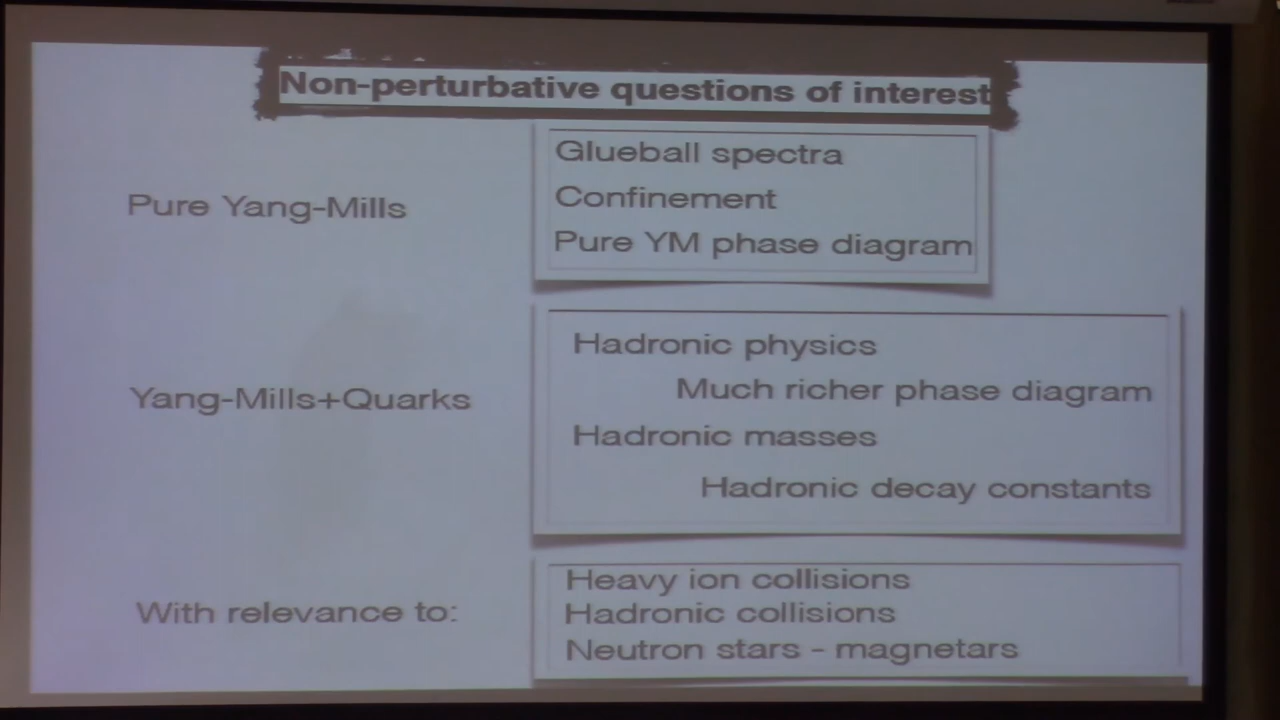 Non-perturbative questions of interest
Pure Yang-Mills
Glueball spectra
Confinement
Pure YM phase diagram
Yang-Mills+Quarks
Hadronic physics
Much richer phase diagram
Hadronic masses
Hadronic decay constants
With relevance to:
Heavy ion collisions
Hadronic collisions
Neutron stars - magnetars